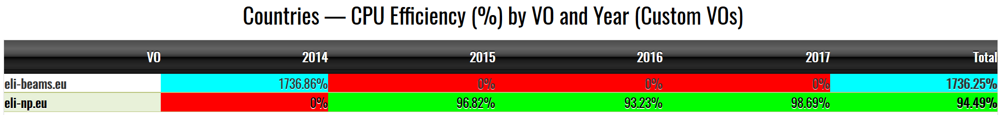 Countries — CPU Efficiency (%) by VO and Year (Custom VOs)
VO 2014 2015 2016 2017 Total
eli-beams.eu 1736.86% 0% 0% 0% 1736.25%
eli-np.eu 0% 96.82% 93.23% 98.69% 94.49%